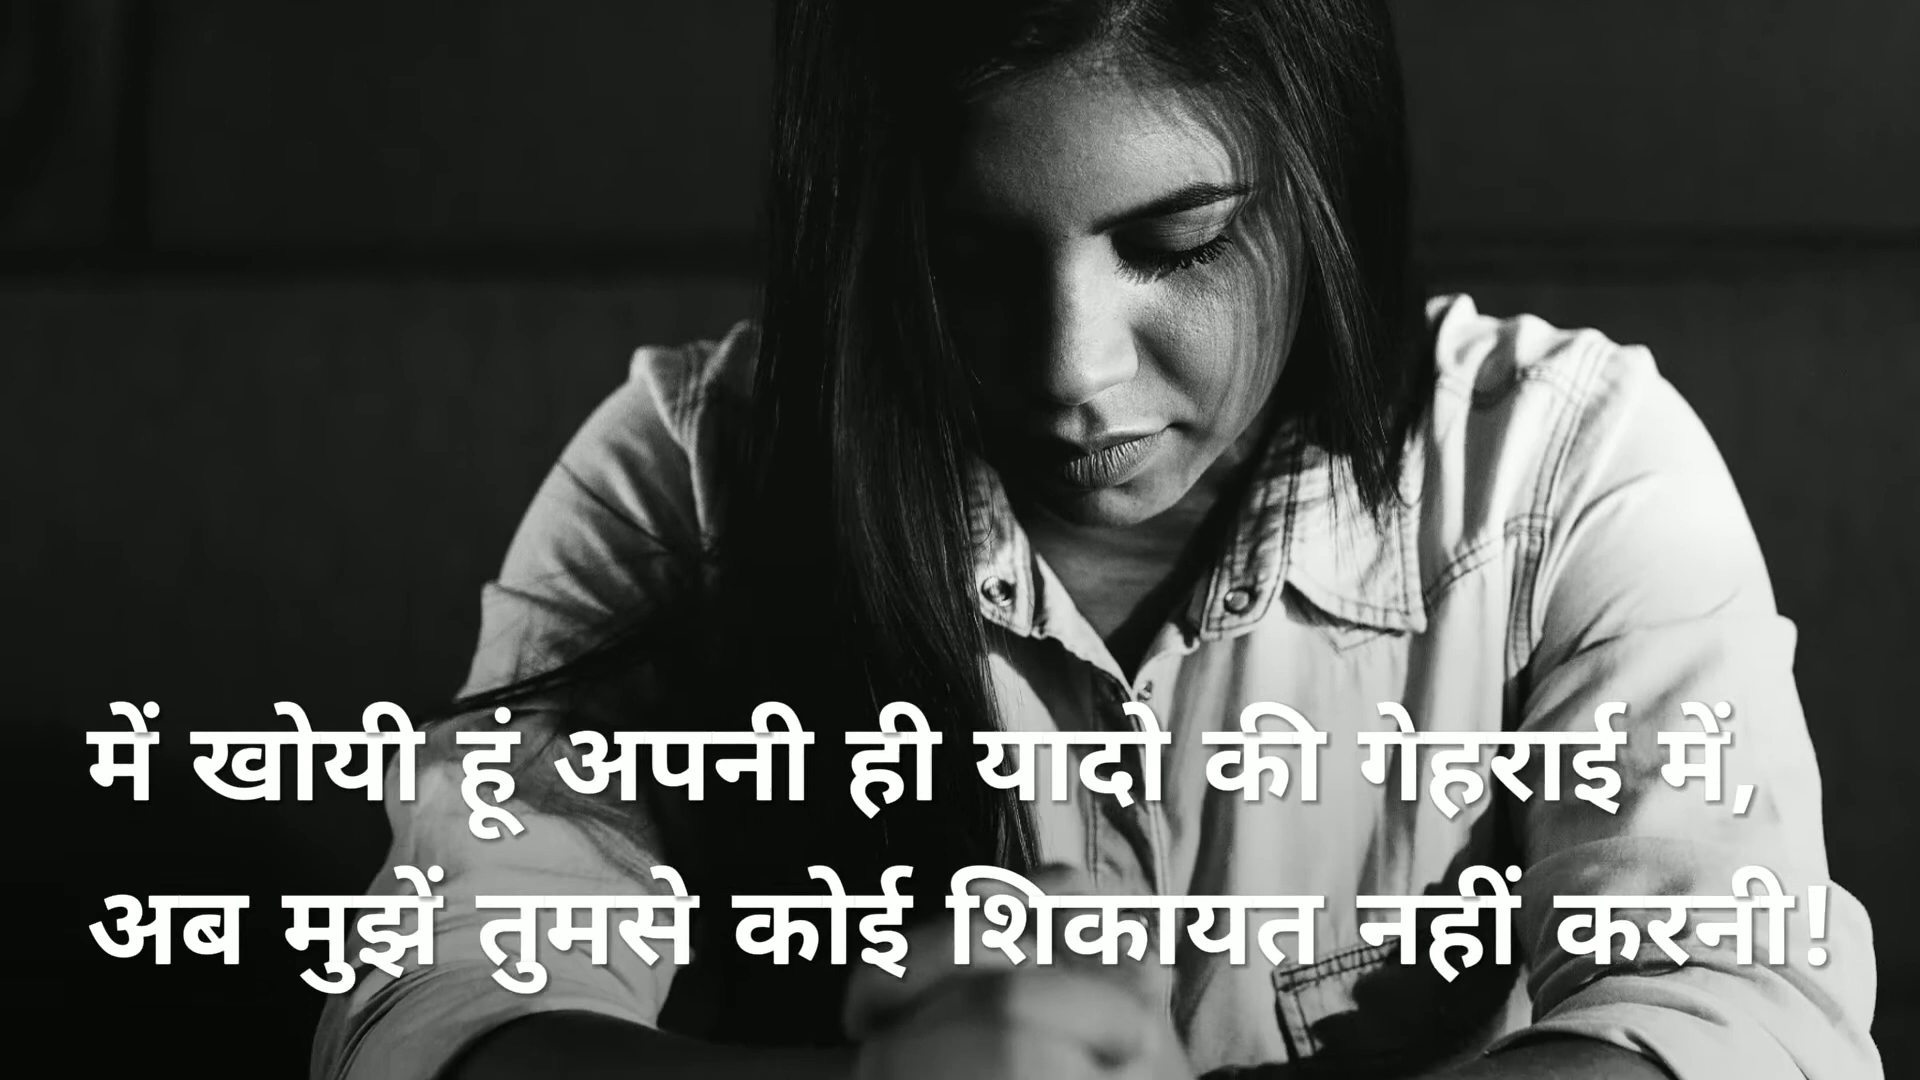 में खोयी हूं अपनी ही यादो की गेहराई में,
अब मुझें तुमसे कोई शिकायत नहीं करनी!